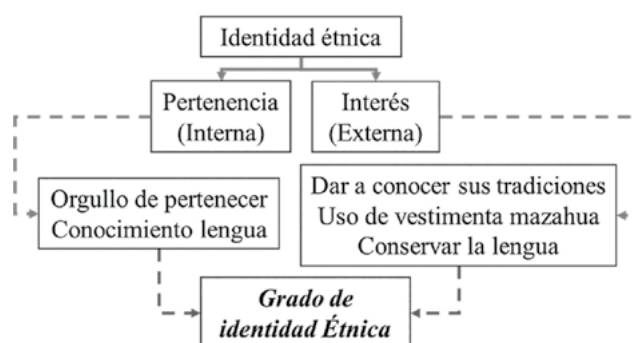 Identidad étnica
Pertenencia
(Interna)
Interés
(Externa)
Orgullo de pertenecer
Conocimiento lengua
Dar a conocer sus tradiciones
Uso de vestimenta mazahua
Conservar la lengua
Grado de
identidad Étnica